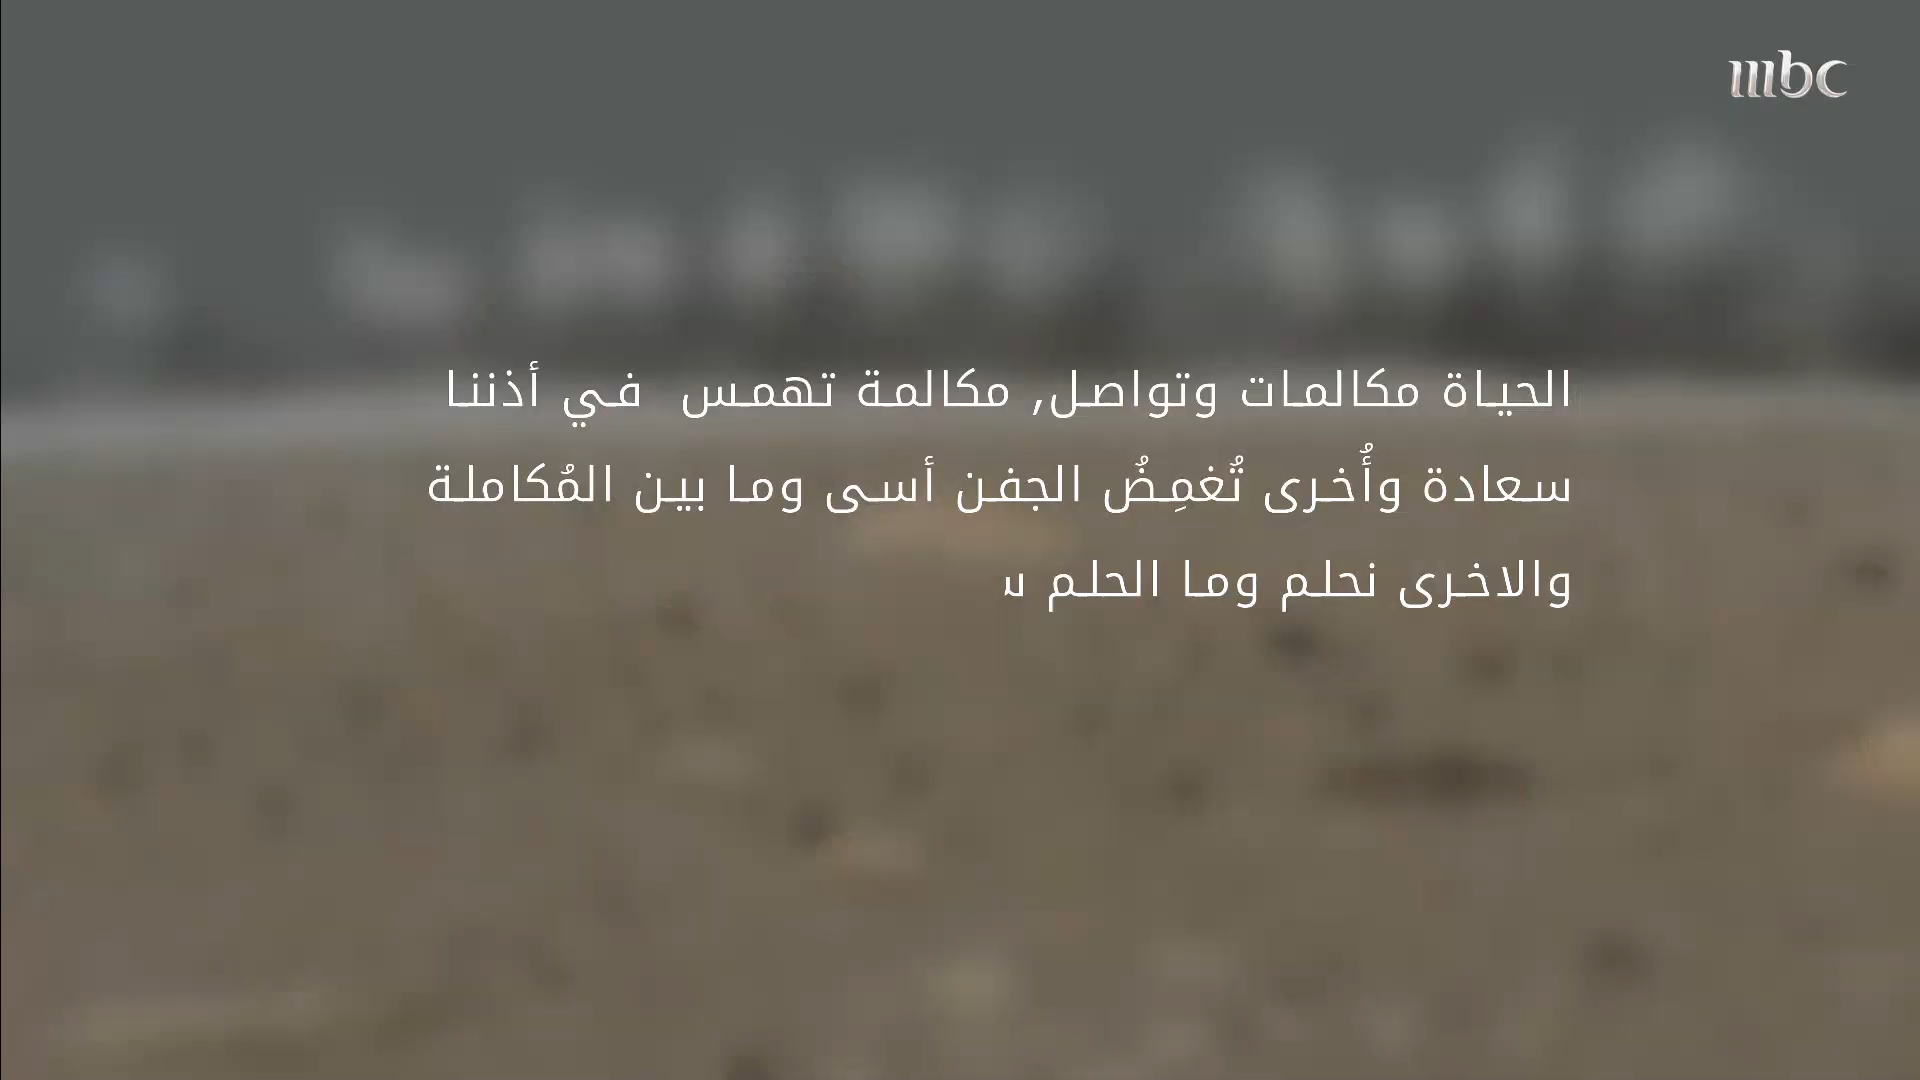 mbc
الحياة مكالمات وتواصل, مكالمة تهمس في أذننا
سعادة وأُخرى تُغمِضُ الجفن أسى وما بين المُكاملة
والاخرى نحلم وما الحلم